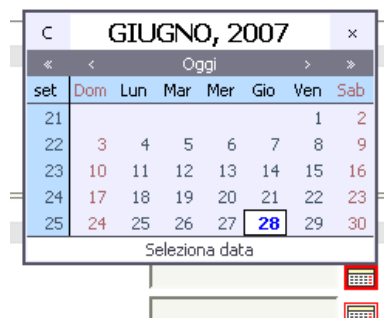 C GIUGNO, 2007 ×
« ‹ Oggi › »
set Dom Lun Mar Mer Gio Ven Sab
21 1 2
22 3 4 5 6 7 8 9
23 10 11 12 13 14 15 16
24 17 18 19 20 21 22 23
25 24 25 26 27 28 29 30
Seleziona data